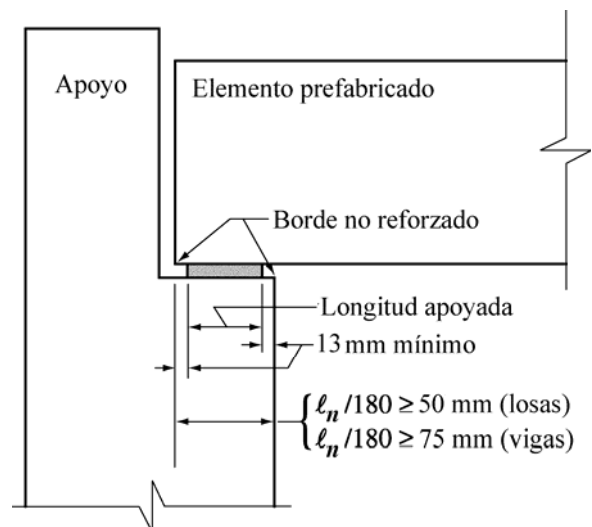 Apoyo
Elemento prefabricado
Borde no reforzado
Longitud apoyada
13 mm mínimo
ℓn /180 ≥ 50 mm (losas)
ℓn /180 ≥ 75 mm (vigas)